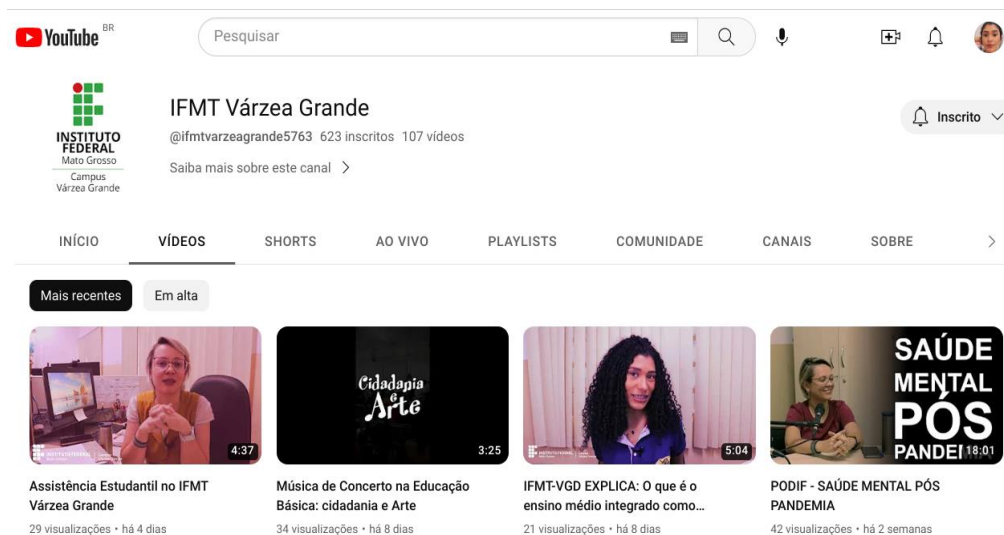 YouTube BR
Pesquisar
INSTITUTO
FEDERAL
Mato Grosso
Campus
Várzea Grande
IFMT Várzea Grande
@ifmtvarzeagrande5763 623 inscritos 107 vídeos
Saiba mais sobre este canal
Inscrito
INÍCIO VÍDEOS SHORTS AO VIVO PLAYLISTS COMUNIDADE CANAIS SOBRE
Mais recentes Em alta
4:37
Cidadania
e
Arte
3:25
5:04
SAÚDE
MENTAL
PÓS
18:01
Assistência Estudantil no IFMT
Várzea Grande
29 visualizações • há 4 dias
Música de Concerto na Educação
Básica: cidadania e Arte
34 visualizações • há 8 dias
IFMT-VGD EXPLICA: O que é o
ensino médio integrado como...
21 visualizações • há 8 dias
PODIF - SAÚDE MENTAL PÓS
PANDEMIA
42 visualizações • há 2 semanas